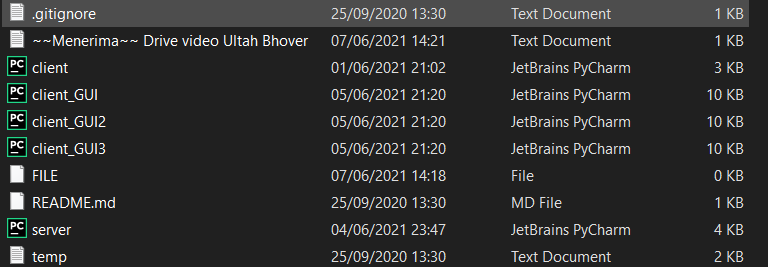 .gitignore 25/09/2020 13:30 Text Document 1 KB
~~Menerima~~ Drive video Ultah Bhover 07/06/2021 14:21 Text Document 1 KB
PC client 01/06/2021 21:02 JetBrains PyCharm 3 KB
PC client_GUI 05/06/2021 21:20 JetBrains PyCharm 10 KB
PC client_GUI2 05/06/2021 21:20 JetBrains PyCharm 10 KB
PC client_GUI3 05/06/2021 21:20 JetBrains PyCharm 10 KB
FILE 07/06/2021 14:18 File 0 KB
README.md 25/09/2020 13:30 MD File 1 KB
PC server 04/06/2021 23:47 JetBrains PyCharm 4 KB
temp 25/09/2020 13:30 Text Document 2 KB